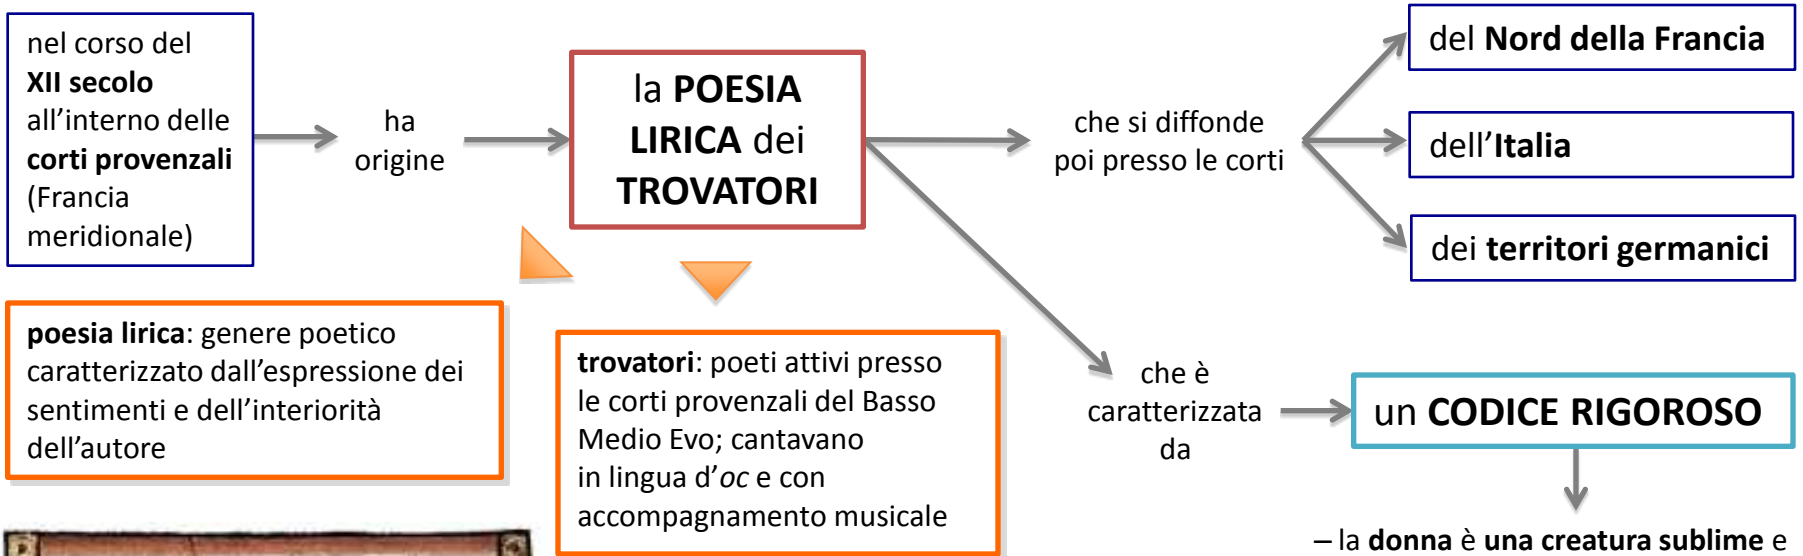 nel corso del
XII secolo
all’interno delle
corti provenzali
(Francia
meridionale)
ha
origine
la POESIA
LIRICA dei
TROVATORI
che si diffonde
poi presso le corti
del Nord della Francia
dell’Italia
dei territori germanici
poesia lirica: genere poetico
caratterizzato dall’espressione dei
sentimenti e dell’interiorità
dell’autore
trovatori: poeti attivi presso
le corti provenzali del Basso
Medio Evo; cantavano
in lingua d’oc e con
accompagnamento musicale
che è
caratterizzata
da
un CODICE RIGOROSO
– la donna è una creatura sublime e